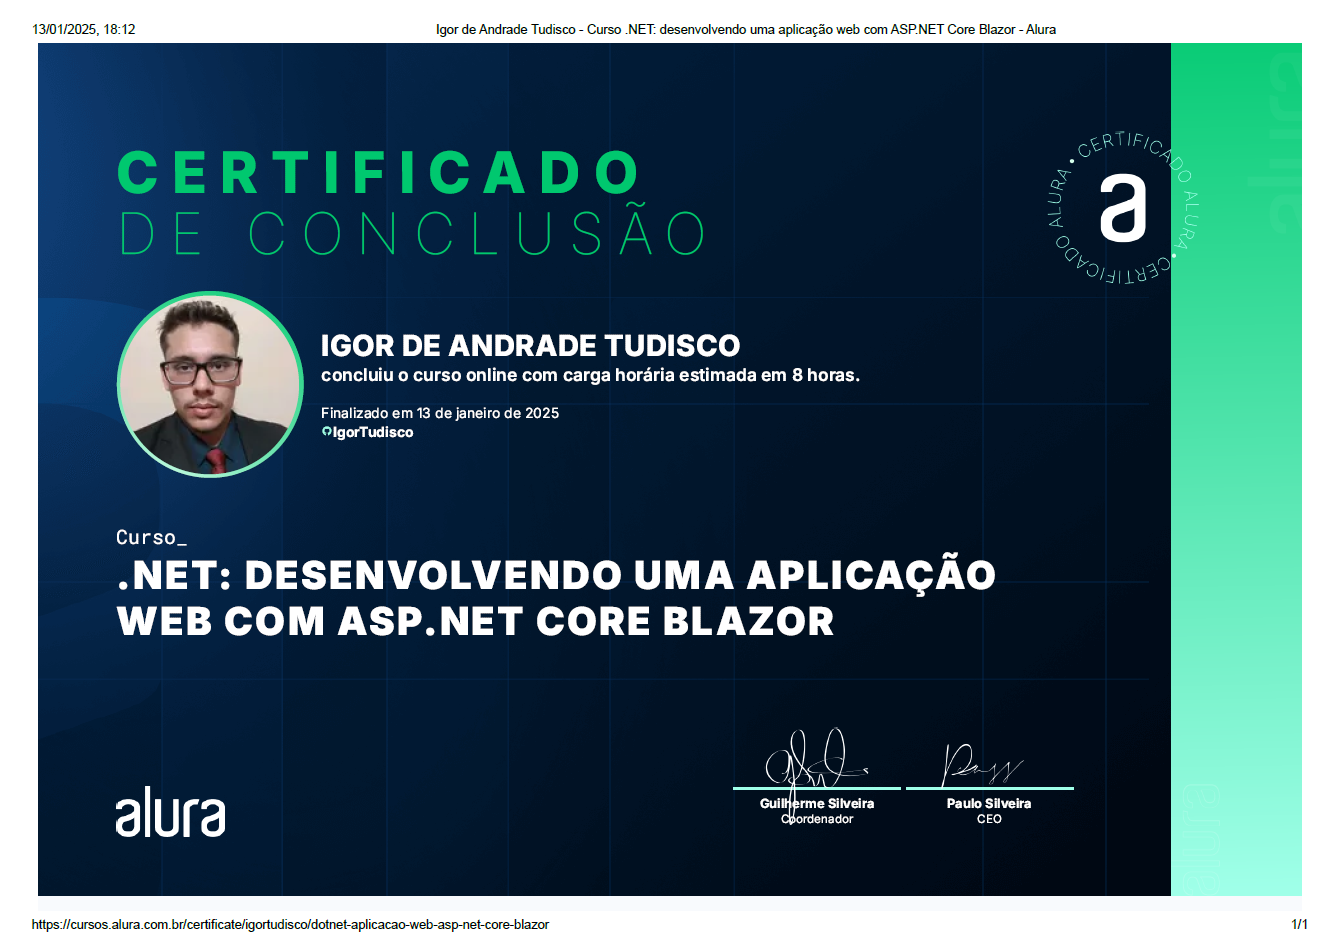 13/01/2025, 18:12
Igor de Andrade Tudisco - Curso .NET: desenvolvendo uma aplicação web com ASP.NET Core Blazor - Alura
CERTIFICADO
DE CONCLUSÃO
CERTIFICADO ALURA • CERTIFICADO ALURA •
a
IGOR DE ANDRADE TUDISCO
concluiu o curso online com carga horária estimada em 8 horas.
Finalizado em 13 de janeiro de 2025
IgorTudisco
Curso_
.NET: DESENVOLVENDO UMA APLICAÇÃO
WEB COM ASP.NET CORE BLAZOR
alura
Guilherme Silveira
Coordenador
Paulo Silveira
CEO
alura
alura
https://cursos.alura.com.br/certificate/igortudisco/dotnet-aplicacao-web-asp-net-core-blazor
1/1